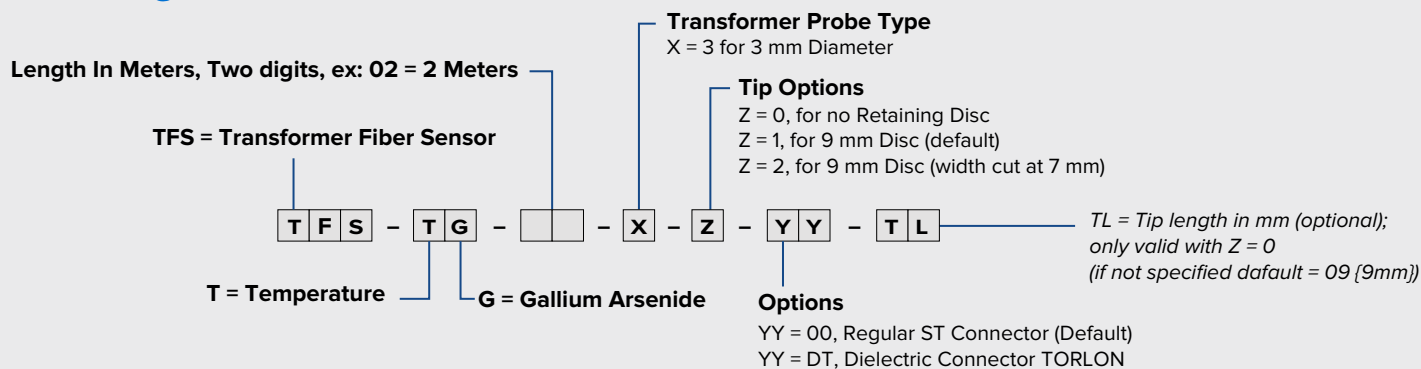 Transformer Probe Type
X = 3 for 3 mm Diameter
Length In Meters, Two digits, ex: 02 = 2 Meters
Tip Options
Z = 0, for no Retaining Disc
Z = 1, for 9 mm Disc (default)
Z = 2, for 9 mm Disc (width cut at 7 mm)
TFS = Transformer Fiber Sensor
T F S – T G – – X – Z – Y Y – T L
TL = Tip length in mm (optional);
only valid with Z = 0
(if not specified dafault = 09 {9mm})
T = Temperature
G = Gallium Arsenide
Options
YY = 00, Regular ST Connector (Default)
YY = DT, Dielectric Connector TORLON